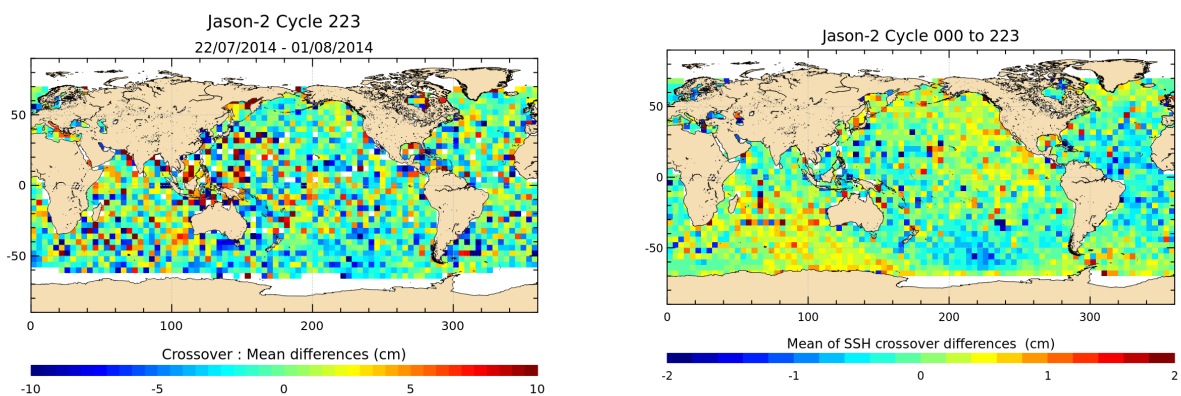 Jason-2 Cycle 223
22/07/2014 - 01/08/2014
50
0
-50
0 100 200 300
Crossover : Mean differences (cm)
-10 -5 0 5 10
Jason-2 Cycle 000 to 223
50
0
-50
0 100 200 300
Mean of SSH crossover differences (cm)
-2 -1 0 1 2